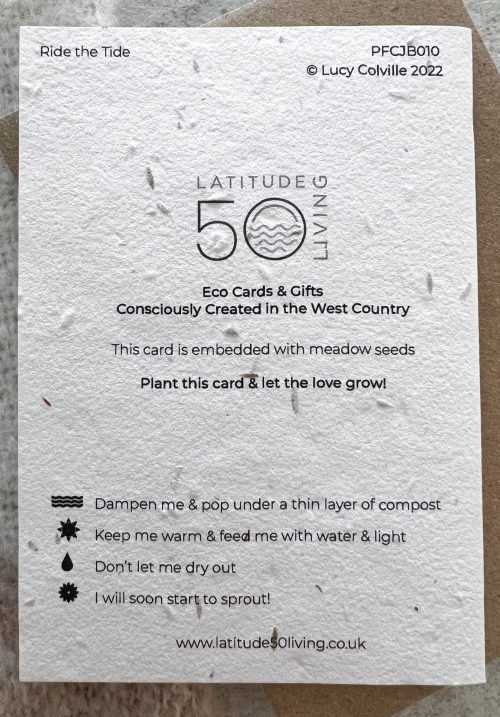 Ride the Tide
PFCJB010
© Lucy Colville 2022
LATITUDE
50
LIVING
Eco Cards & Gifts
Consciously Created in the West Country
This card is embedded with meadow seeds
Plant this card & let the love grow!
Dampen me & pop under a thin layer of compost
Keep me warm & feed me with water & light
Don't let me dry out
I will soon start to sprout!
www.latitude50living.co.uk